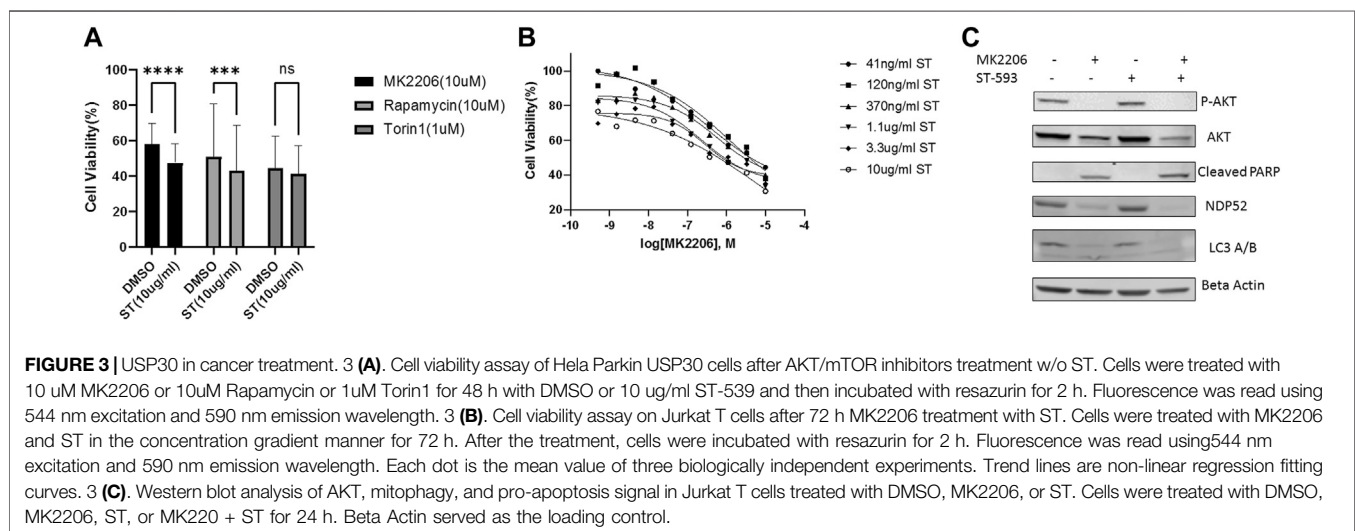 A
****
***
ns
100
80
60
40
20
0
Cell Viability(%)
DMSO
ST(10ug/ml)
DMSO
ST(10ug/ml)
DMSO
ST(10ug/ml)
MK2206(10uM)
Rapamycin(10uM)
Torin1(1uM)
B
100
80
60
40
20
Cell Viability(%)
-10 -9 -8 -7 -6 -5 -4
log[MK2206], M
41ng/ml ST
120ng/ml ST
370ng/ml ST
1.1ug/ml ST
3.3ug/ml ST
10ug/ml ST
C
MK2206 - + - +
ST-593 - - + +
P-AKT
AKT
Cleaved PARP
NDP52
LC3 A/B
Beta Actin
FIGURE 3 | USP30 in cancer treatment. 3 (A). Cell viability assay of Hela Parkin USP30 cells after AKT/mTOR inhibitors treatment w/o ST. Cells were treated with
10 uM MK2206 or 10uM Rapamycin or 1uM Torin1 for 48 h with DMSO or 10 ug/ml ST-539 and then incubated with resazurin for 2 h. Fluorescence was read using
544 nm excitation and 590 nm emission wavelength. 3 (B). Cell viability assay on Jurkat T cells after 72 h MK2206 treatment with ST. Cells were treated with MK2206
and ST in the concentration gradient manner for 72 h. After the treatment, cells were incubated with resazurin for 2 h. Fluorescence was read using544 nm
excitation and 590 nm emission wavelength. Each dot is the mean value of three biologically independent experiments. Trend lines are non-linear regression fitting
curves. 3 (C). Western blot analysis of AKT, mitophagy, and pro-apoptosis signal in Jurkat T cells treated with DMSO, MK2206, or ST. Cells were treated with DMSO,
MK2206, ST, or MK220 + ST for 24 h. Beta Actin served as the loading control.